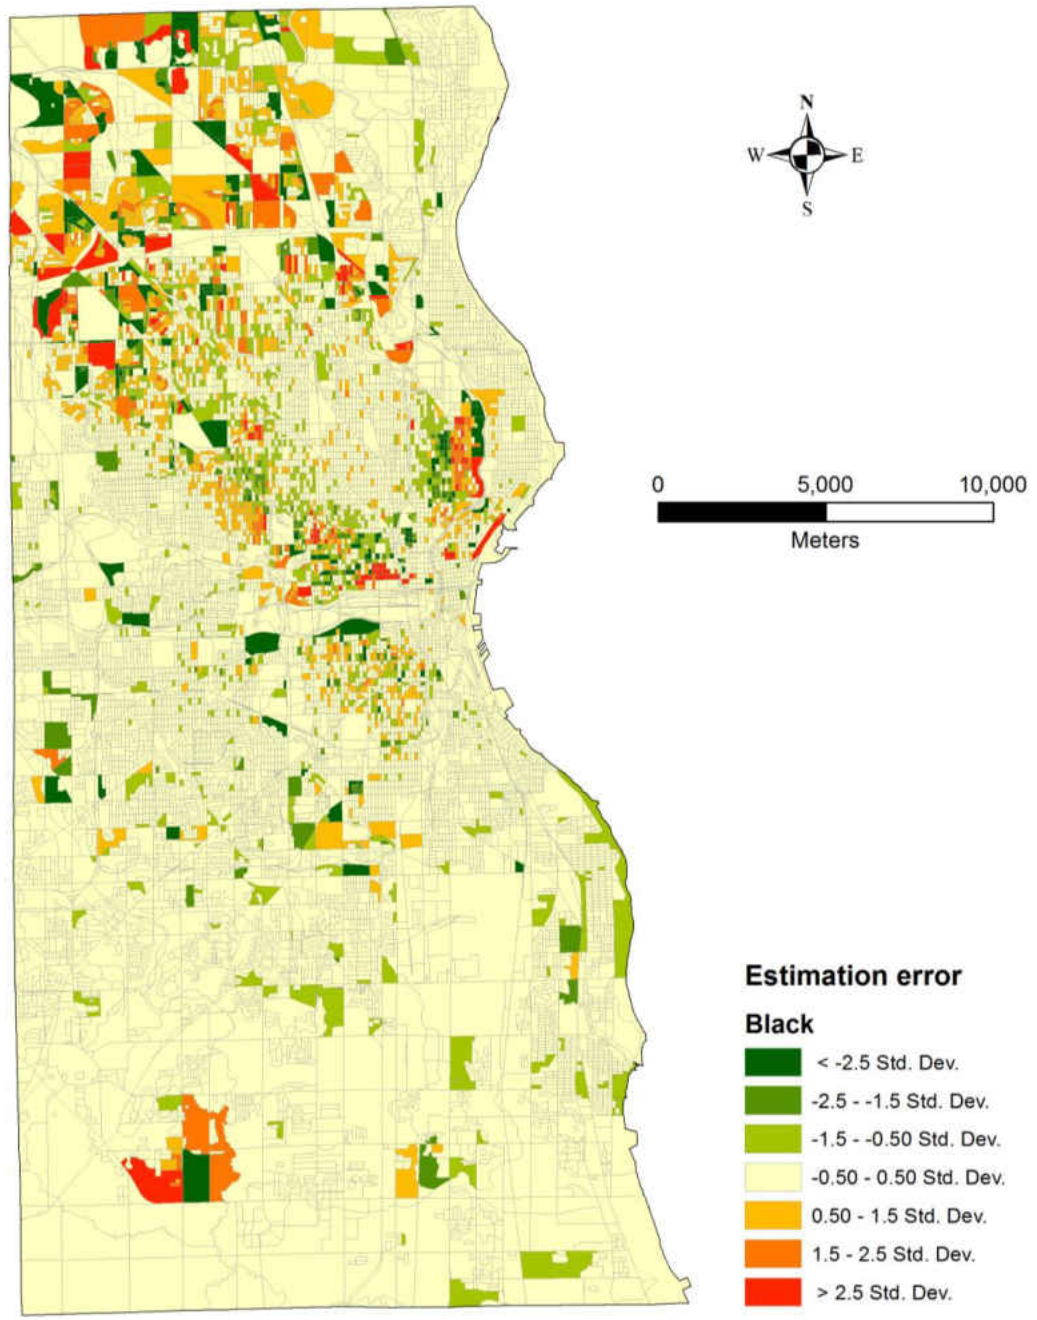 N
W E
S
0 5,000 10,000
Meters
Estimation error
Black
< -2.5 Std. Dev.
-2.5 - -1.5 Std. Dev.
-1.5 - -0.50 Std. Dev.
-0.50 - 0.50 Std. Dev.
0.50 - 1.5 Std. Dev.
1.5 - 2.5 Std. Dev.
> 2.5 Std. Dev.